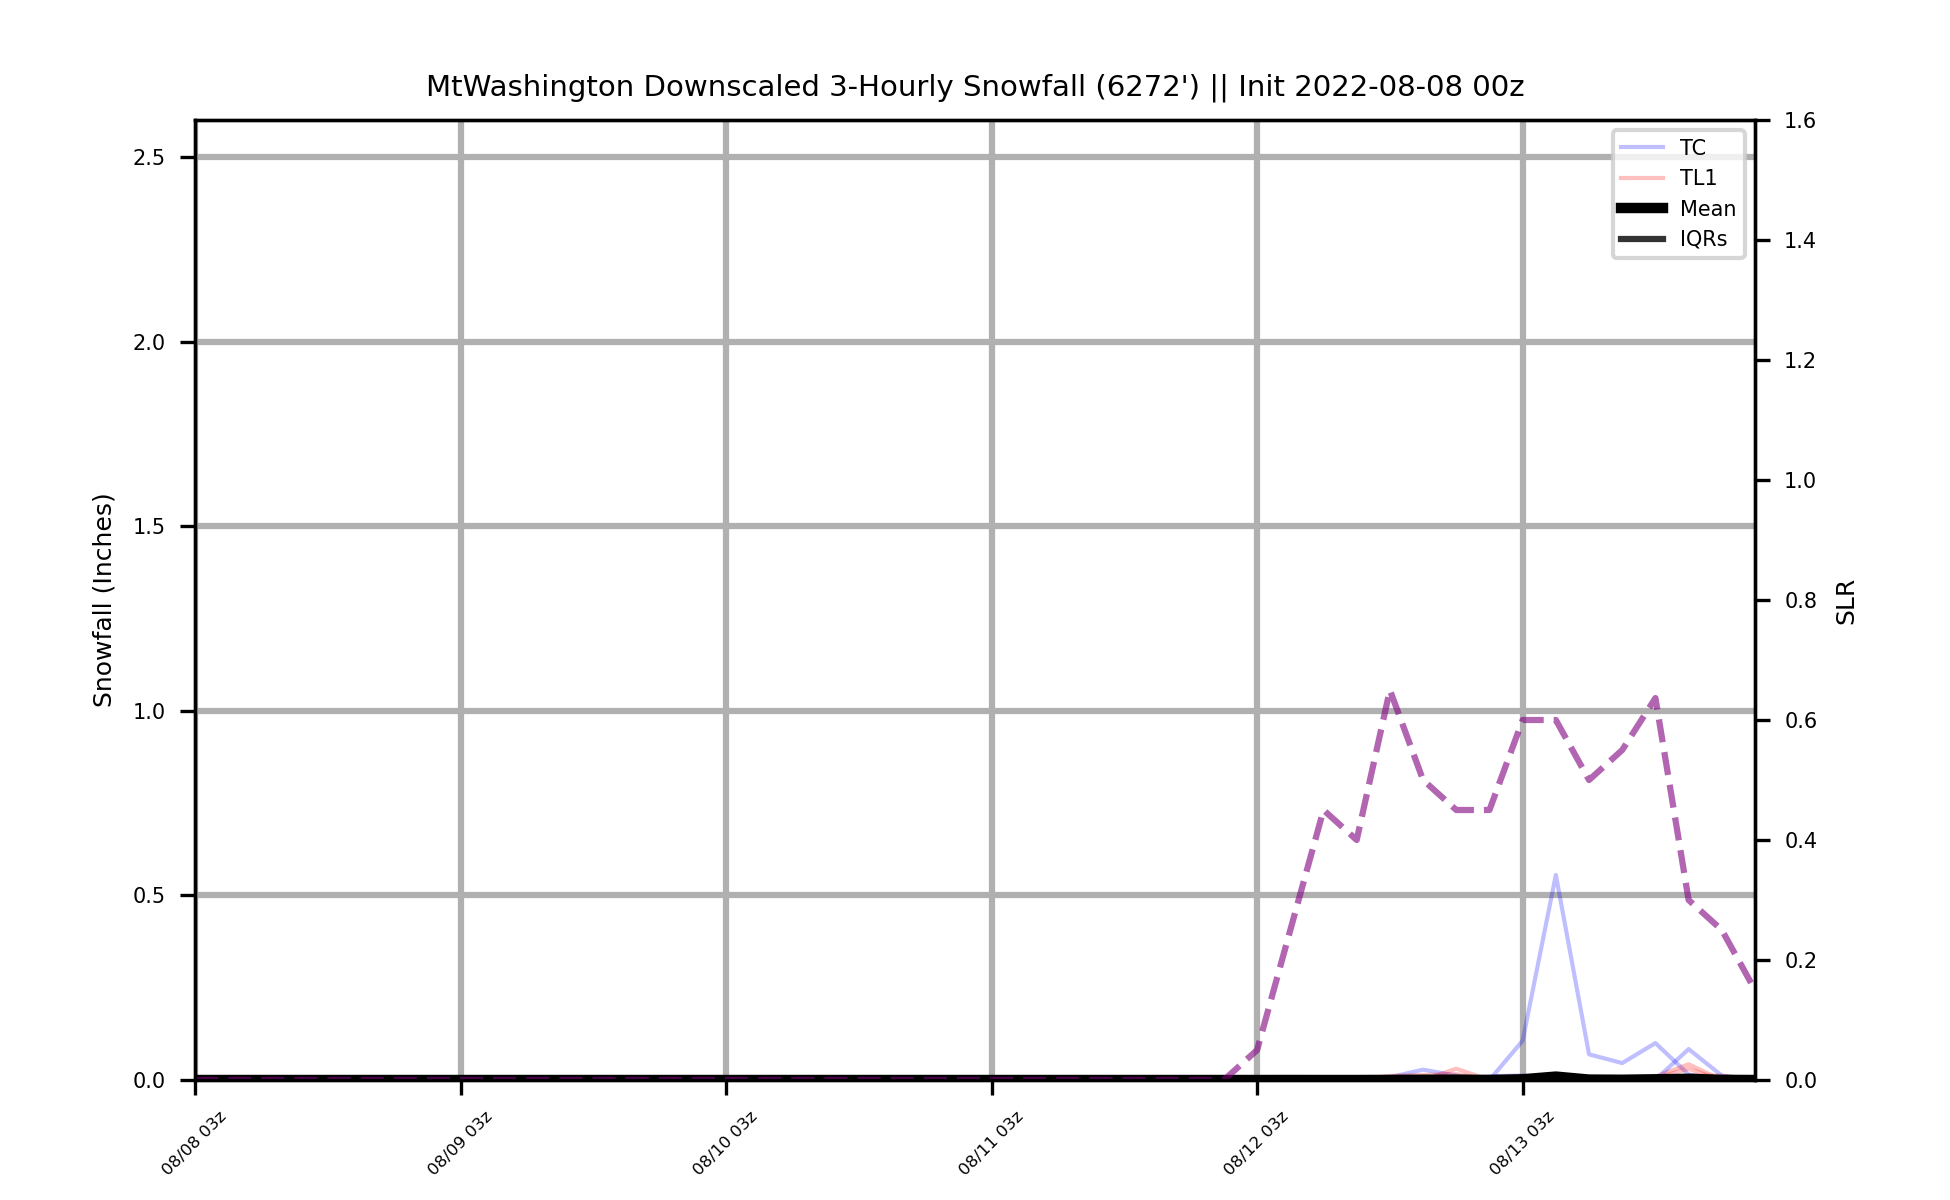 MtWashington Downscaled 3-Hourly Snowfall (6272') || Init 2022-08-08 00z
TC
TL1
Mean
IQRs
Snowfall (Inches)
2.5
2.0
1.5
1.0
0.5
0.0
SLR
1.6
1.4
1.2
1.0
0.8
0.6
0.4
0.2
0.0
08/08 03z
08/09 03z
08/10 03z
08/11 03z
08/12 03z
08/13 03z